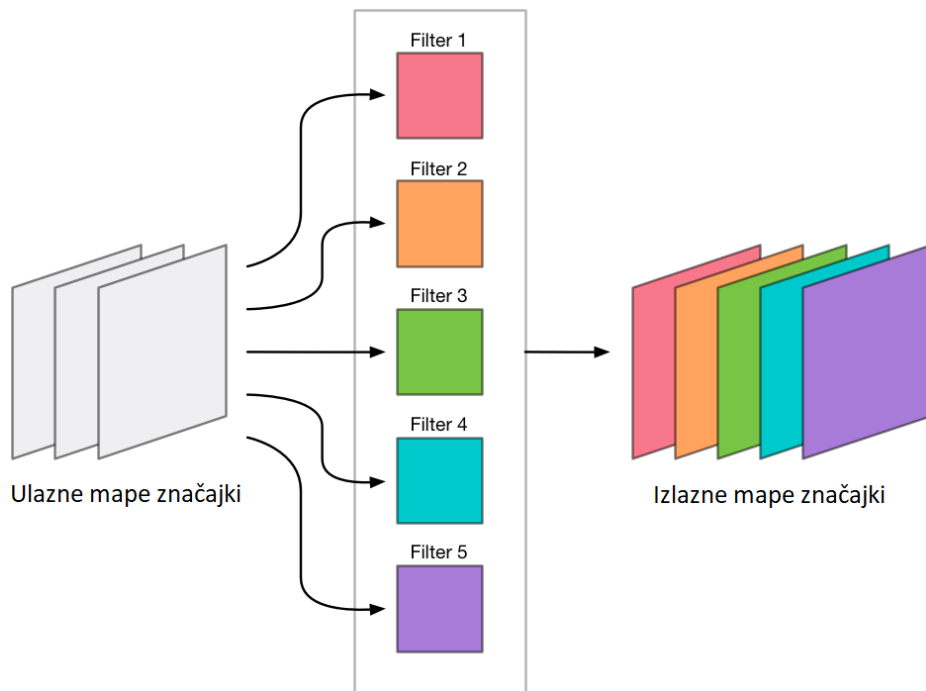 Filter 1
Filter 2
Filter 3
Filter 4
Filter 5
Ulazne mape značajki
Izlazne mape značajki